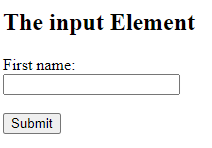 The input Element
First name:
Submit